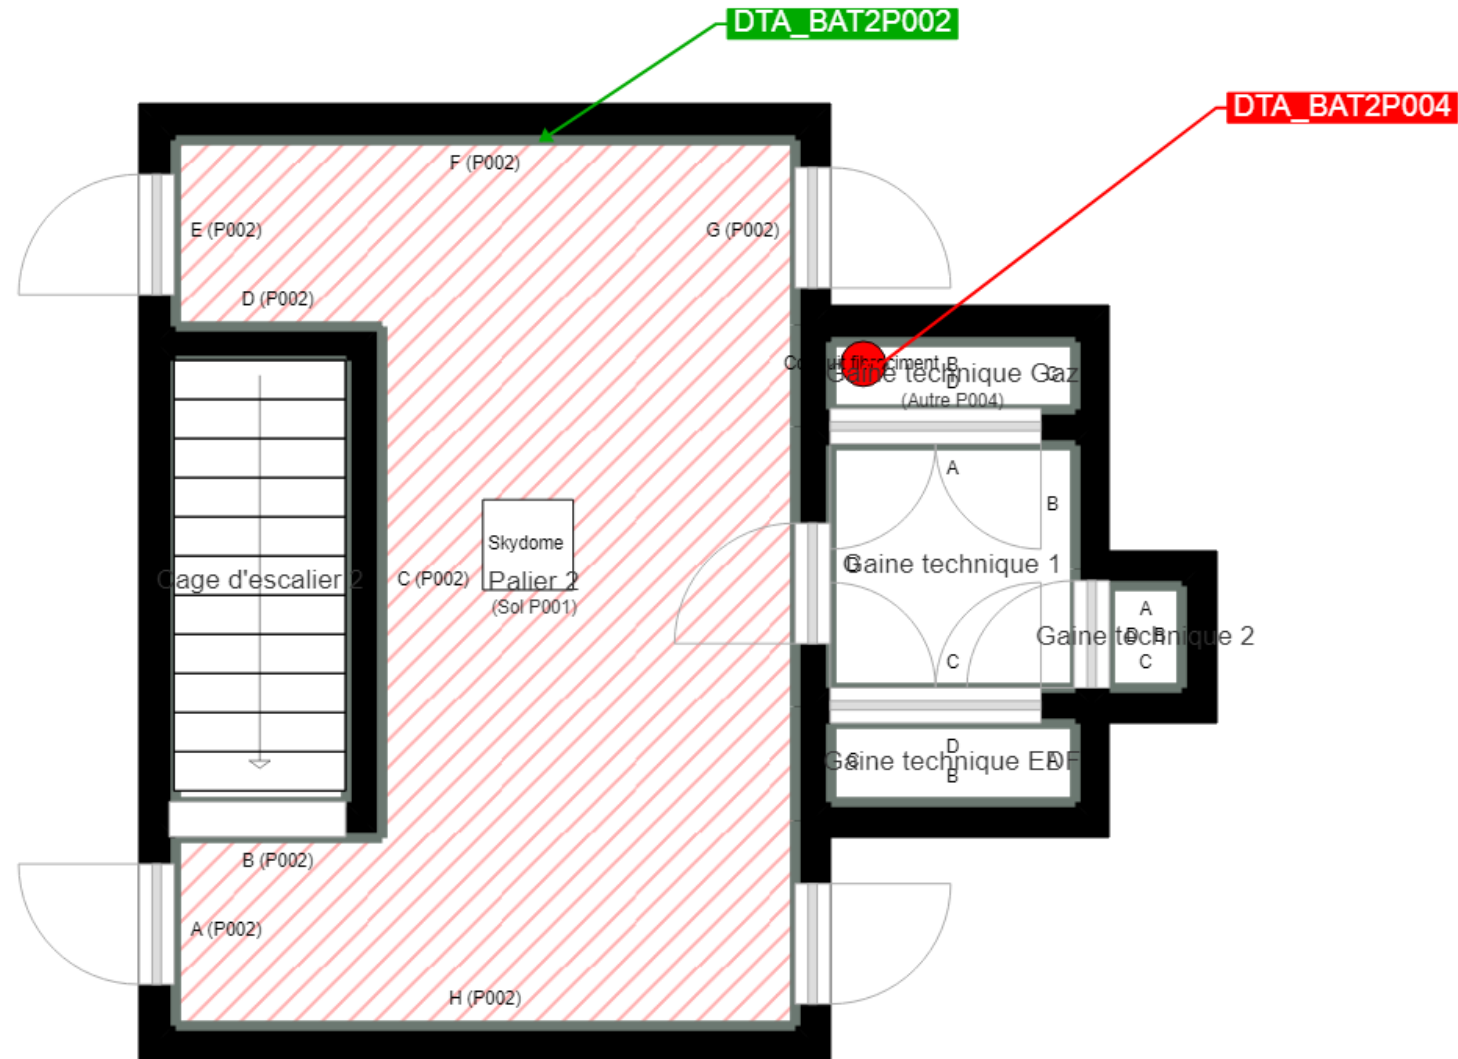 DTA_BAT2P002
DTA_BAT2P004
F (P002)
E (P002)
G (P002)
D (P002)
B
Gaine technique Gaz
C
D
(Autre P004)
A
B
Skydome
Cage d'escalier 2
C (P002)
Palier 2
(Sol P001)
Gaine technique 1
A
Gaine technique 2
D
B
C
C
B (P002)
D
Gaine technique EDF
C
A
B
A (P002)
H (P002)